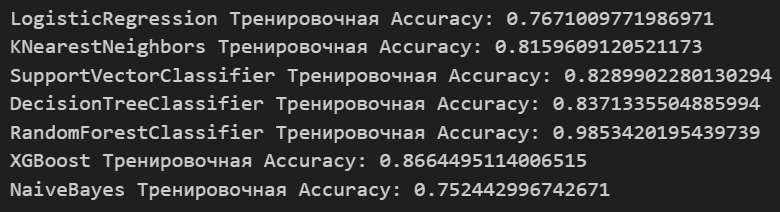 LogisticRegression Тренировочная Accuracy: 0.7671009771986971
KNearestNeighbors Тренировочная Accuracy: 0.8159609120521173
SupportVectorClassifier Тренировочная Accuracy: 0.8289902280130294
DecisionTreeClassifier Тренировочная Accuracy: 0.8371335504885994
RandomForestClassifier Тренировочная Accuracy: 0.9853420195439739
XGBoost Тренировочная Accuracy: 0.8664495114006515
NaiveBayes Тренировочная Accuracy: 0.752442996742671